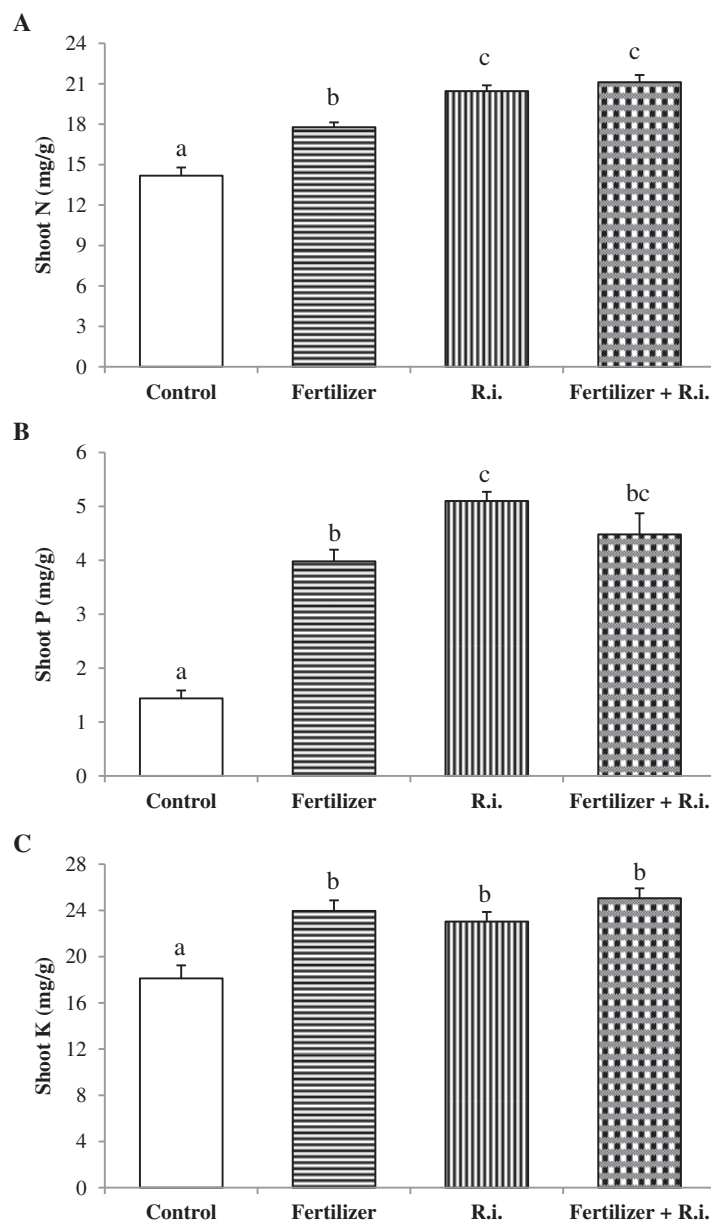 A
24
21
18
15
12
9
6
3
0
Shoot N (mg/g)
a
b
c
c
Control Fertilizer R.i. Fertilizer + R.i.
B
6
5
4
3
2
1
0
Shoot P (mg/g)
a
b
c
bc
Control Fertilizer R.i. Fertilizer + R.i.
C
28
24
20
16
12
8
4
0
Shoot K (mg/g)
a
b
b
b
Control Fertilizer R.i. Fertilizer + R.i.